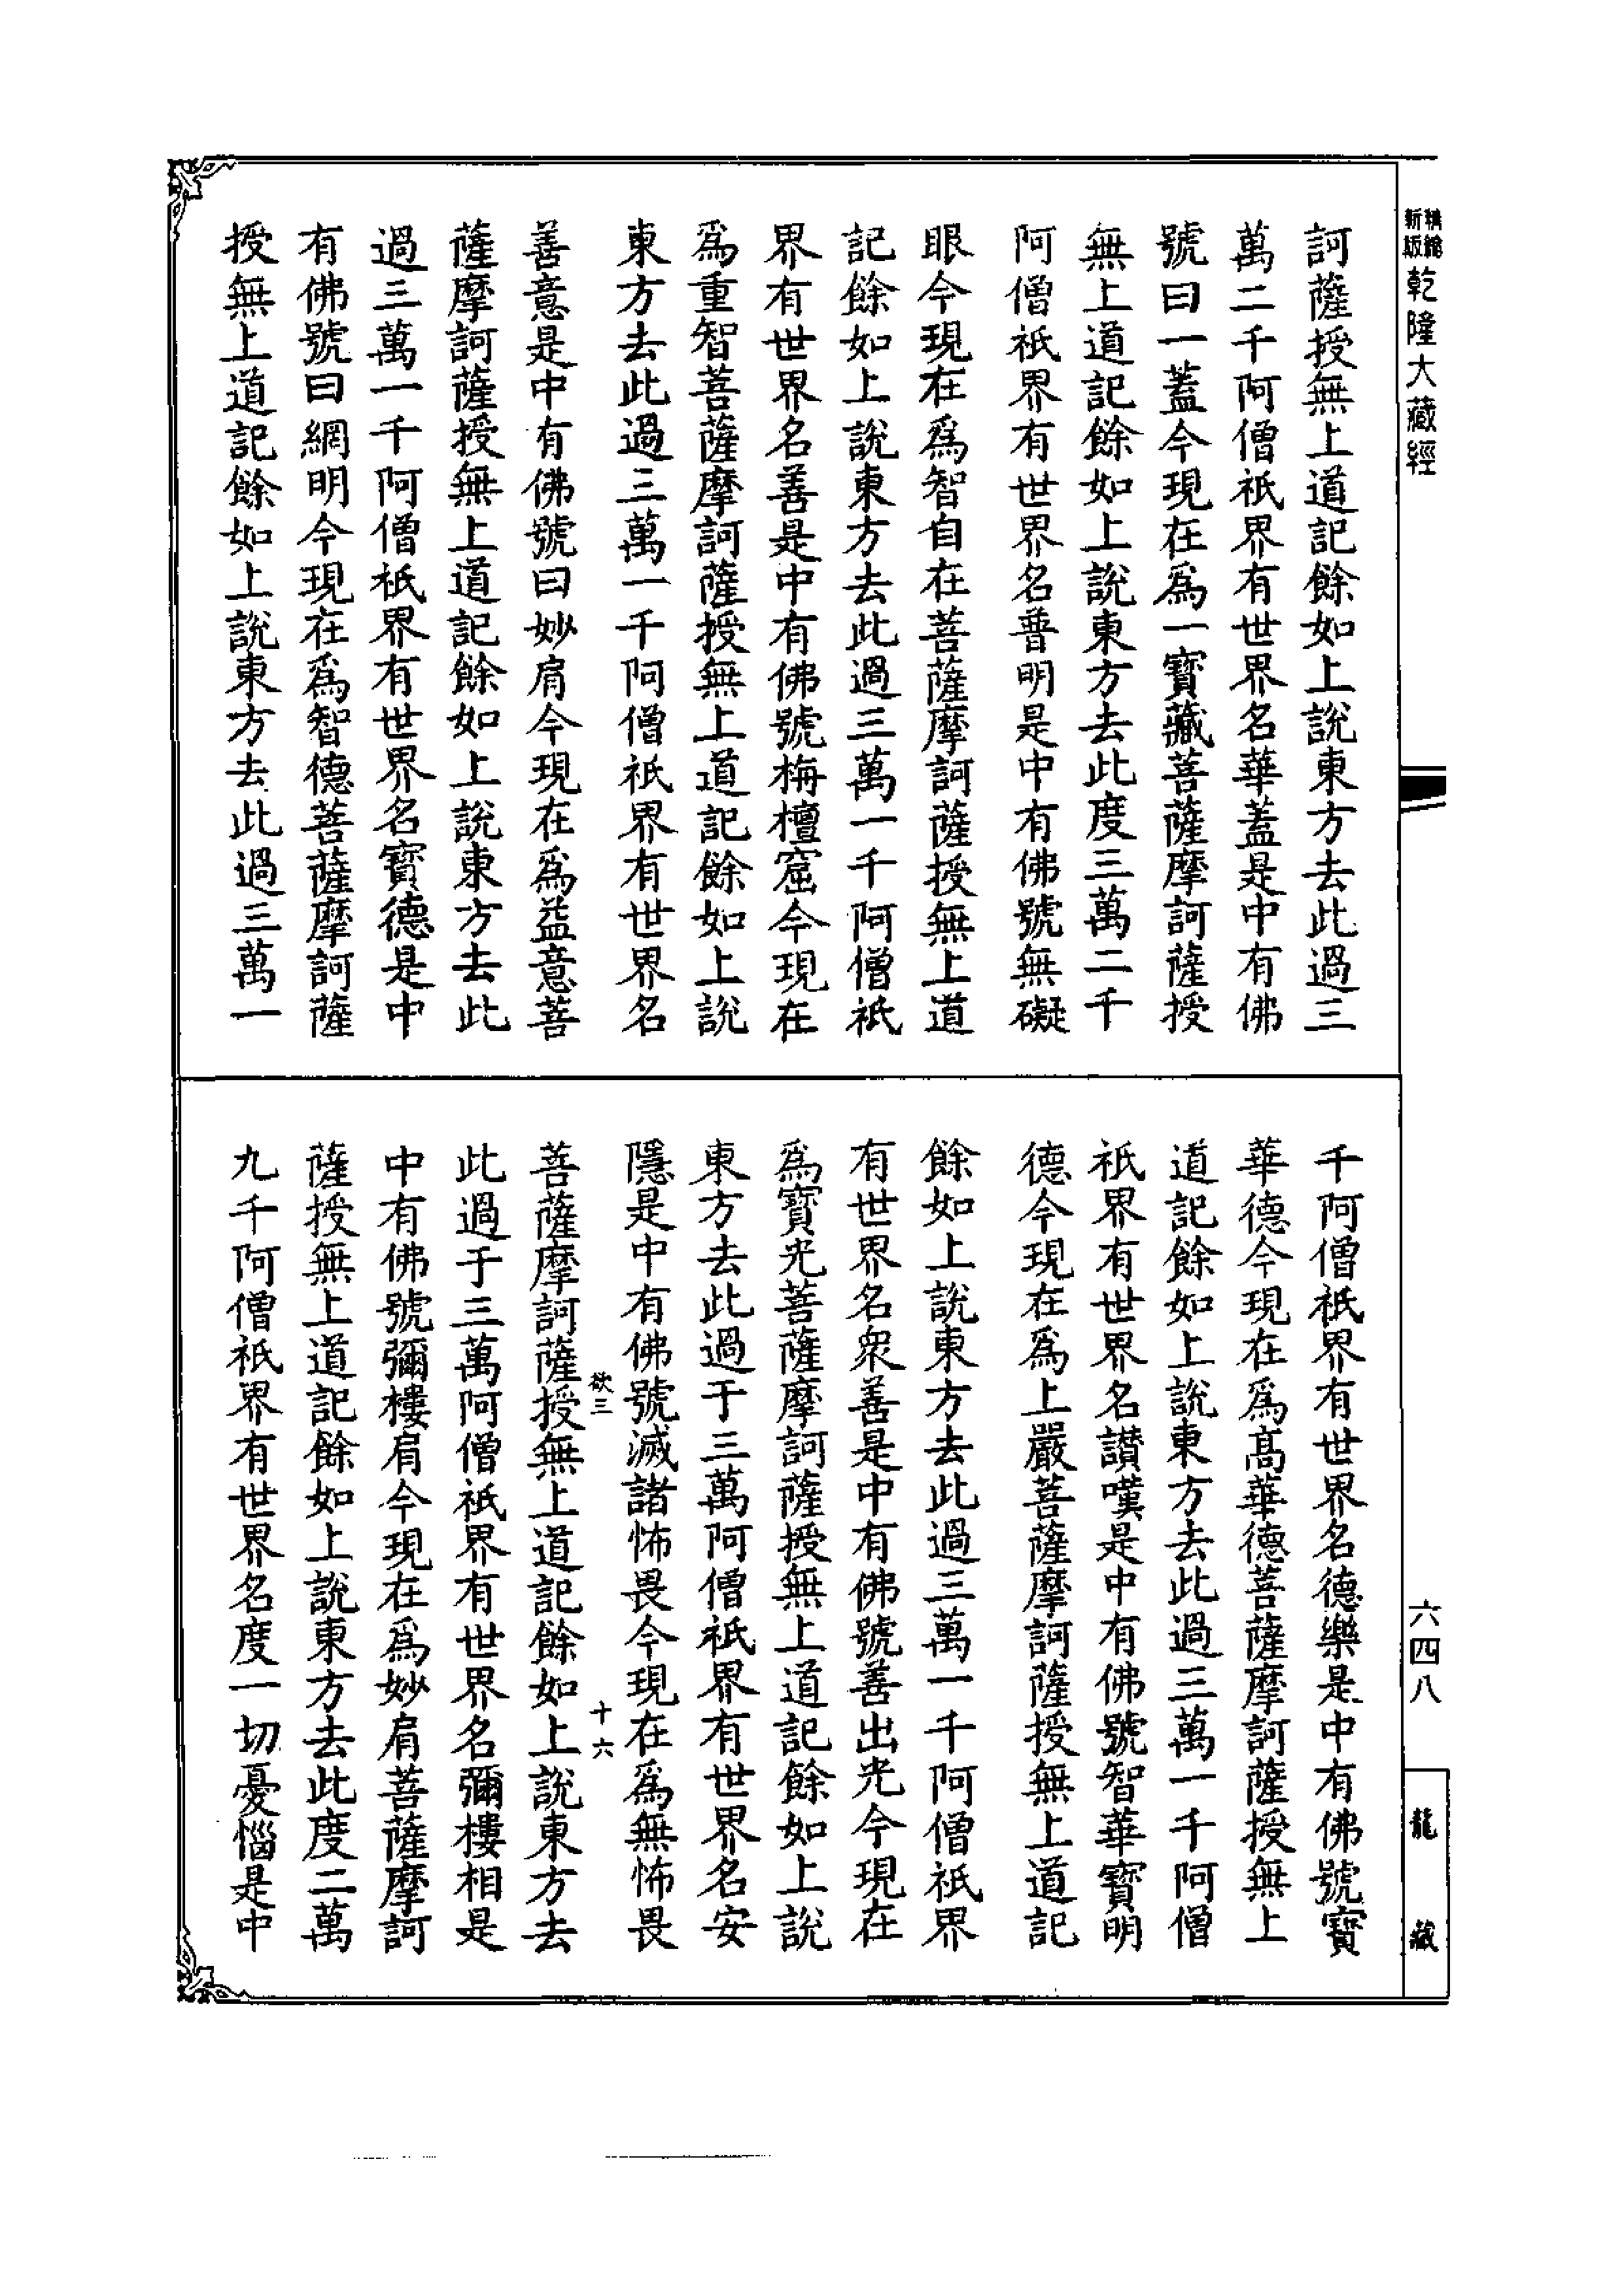 精繪
新版
乾隆大藏經
訶薩授無上道記餘如上說東方去此過三
萬二千阿僧祇界有世界名華蓋是中有佛
號曰一蓋今現在爲一寶藏菩薩摩訶薩授
無上道記餘如上說東方去此度三萬二千
阿僧祇界有世界名普明是中有佛號無礙
眼今現在爲智自在菩薩摩訶薩授無上道
記餘如上說東方去此過三萬一千阿僧祇
界有世界名善是中有佛號栴檀窟今現在
爲重智菩薩摩訶薩授無上道記餘如上說
東方去此過三萬一千阿僧祇界有世界名
善意是中有佛號曰妙肩今現在爲益意菩
薩摩訶薩授無上道記餘如上說東方去此
過三萬一千阿僧祇界有世界名寶德是中
有佛號曰網明今現在爲智德菩薩摩訶薩
授無上道記餘如上說東方去此過三萬一
千阿僧祇界有世界名德樂是中有佛號寶
華德今現在爲高華德菩薩摩訶薩授無上
道記餘如上說東方去此過三萬一千阿僧
祇界有世界名讃嘆是中有佛號智華寶明
德今現在爲上嚴菩薩摩訶薩授無上道記
餘如上說東方去此過三萬一千阿僧祇界
有世界名衆善是中有佛號善出光今現在
爲寶光菩薩摩訶薩授無上道記餘如上說
東方去此過于三萬阿僧祇界有世界名安
隱是中有佛號滅諸怖畏今現在爲無怖畏
欲三 十六
菩薩摩訶薩授無上道記餘如上說東方去
此過于三萬阿僧祇界有世界名彌樓相是
中有佛號彌樓肩今現在爲妙肩菩薩摩訶
薩授無上道記餘如上說東方去此度二萬
九千阿僧祇界有世界名度一切憂惱是中
六四八
龍藏